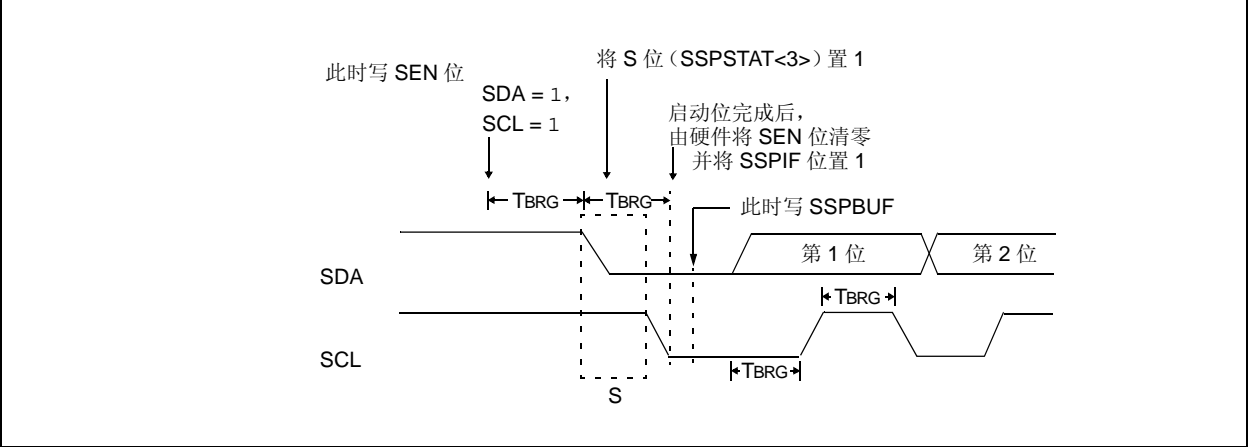 此时写 SEN 位
SDA = 1，
SCL = 1
将 S 位（SSPSTAT<3>）置 1
启动位完成后，
由硬件将 SEN 位清零
并将 SSPIF 位置 1
TBRG
TBRG
此时写 SSPBUF
SDA
第 1 位
第 2 位
TBRG
SCL
TBRG
S